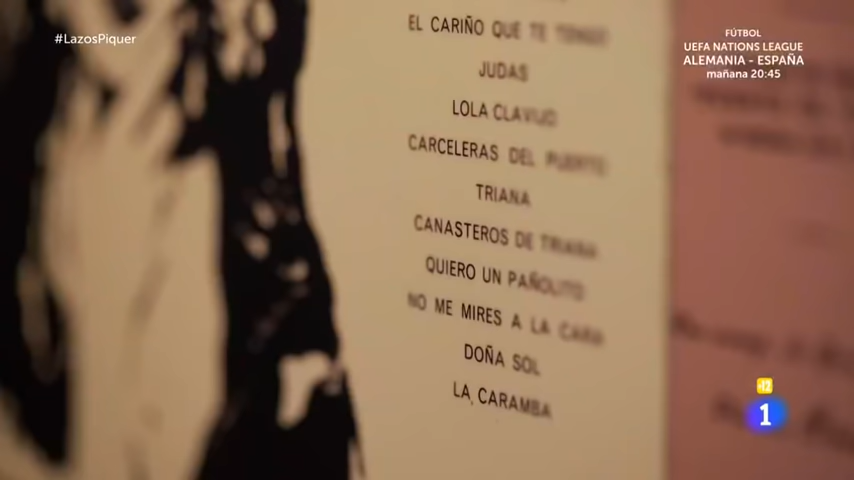 #LazosPiquer
FÚTBOL
UEFA NATIONS LEAGUE
ALEMANIA - ESPAÑA
mañana 20:45
EL CARIÑO QUE TE TENGO
JUDAS
LOLA CLAVIJO
CARCELERAS DEL PUERTO
TRIANA
CANASTEROS DE TRIANA
QUIERO UN PAÑOLITO
NO ME MIRES A LA CARA
DOÑA SOL
LA CARAMBA
+12
1